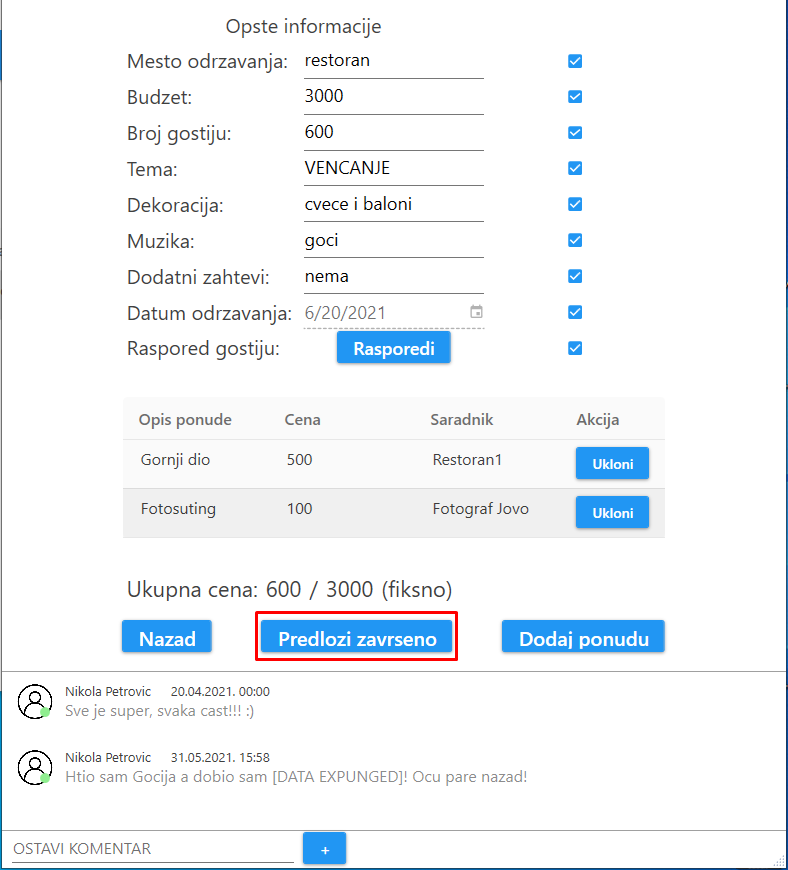 Opste informacije
Mesto odrzavanja: restoran
Budzet: 3000
Broj gostiju: 600
Tema: VENCANJE
Dekoracija: cvece i baloni
Muzika: goci
Dodatni zahtevi: nema
Datum odrzavanja: 6/20/2021
Raspored gostiju: Rasporedi
Opis ponude Cena Saradnik Akcija
Gornji dio 500 Restoran1 Ukloni
Fotosuting 100 Fotograf Jovo Ukloni
Ukupna cena: 600 / 3000 (fiksno)
Nazad Predlozi zavrseno Dodaj ponudu
Nikola Petrovic 20.04.2021. 00:00
Sve je super, svaka cast!!! :)
Nikola Petrovic 31.05.2021. 15:58
Htio sam Gocija a dobio sam [DATA EXPUNGED]! Ocu pare nazad!
OSTAVI KOMENTAR +